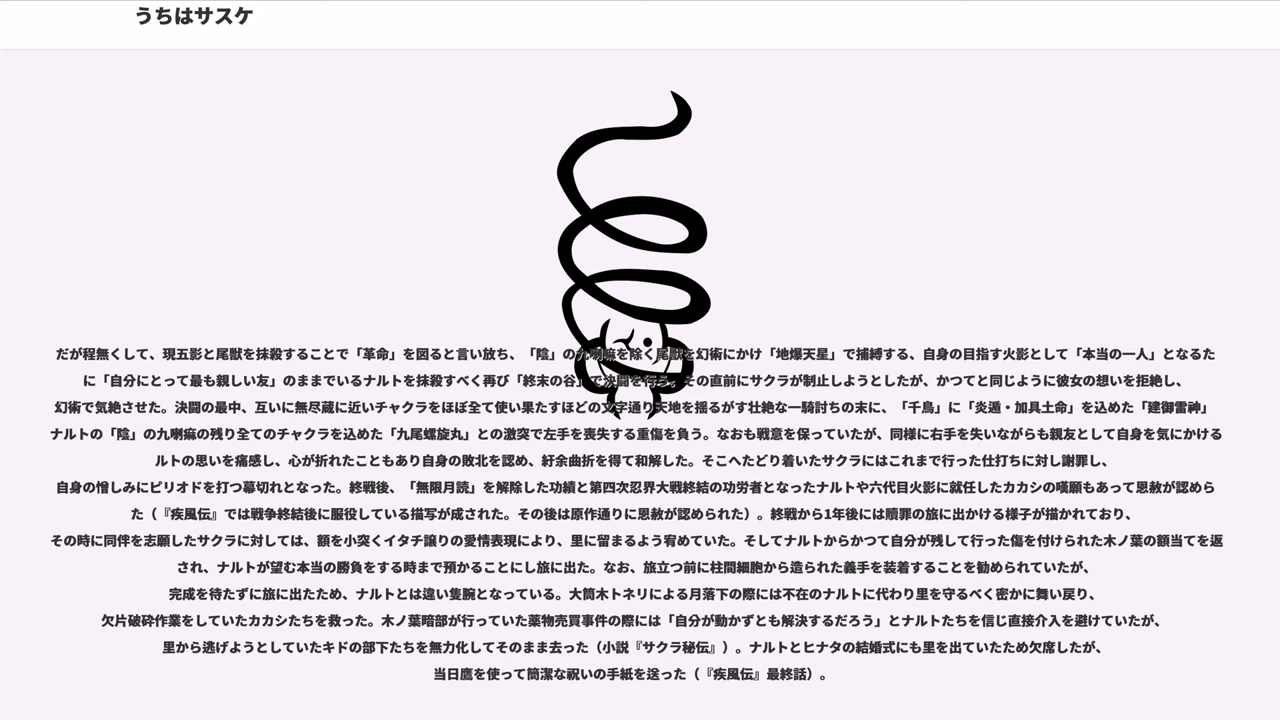 うちはサスケ
だが程無くして、現五影と尾獣を抹殺することで「革命」を図ると言い放ち、「陰」の九喇嘛を除く尾獣を幻術にかけ「地爆天星」で捕縛する、自身の目指す火影として「本当の一人」となるた
に「自分にとって最も親しい友」のままでいるナルトを抹殺すべく再び「終末の谷」で決闘を行う。その直前にサクラが制止しようとしたが、かつてと同じように彼女の想いを拒絶し、
幻術で気絶させた。決闘の最中、互いに無尽蔵に近いチャクラをほぼ全て使い果たすほどの文字通り天地を揺るがす壮絶な一騎討ちの末に、「千鳥」に「炎遁・加具土命」を込めた「建御雷神」
ナルトの「陰」の九喇嘛の残り全てのチャクラを込めた「九尾螺旋丸」との激突で左手を喪失する重傷を負う。なおも戦意を保っていたが、同様に右手を失いながらも親友として自身を気にかける
ルトの思いを痛感し、心が折れたこともあり自身の敗北を認め、紆余曲折を得て和解した。そこへたどり着いたサクラにはこれまで行った仕打ちに対し謝罪し、
自身の憎しみにピリオドを打つ幕切れとなった。終戦後、「無限月読」を解除した功績と第四次忍界大戦終結の功労者となったナルトや六代目火影に就任したカカシの嘆願もあって恩赦が認めら
た（『疾風伝』では戦争終結後に服役している描写が成された。その後は原作通りに恩赦が認められた）。終戦から1年後には贖罪の旅に出かける様子が描かれており、
その時に同伴を志願したサクラに対しては、額を小突くイタチ譲りの愛情表現により、里に留まるよう宥めていた。そしてナルトからかつて自分が残して行った傷を付けられた木ノ葉の額当てを返
され、ナルトが望む本当の勝負をする時まで預かることにし旅に出た。なお、旅立つ前に柱間細胞から造られた義手を装着することを勧められていたが、
完成を待たずに旅に出たため、ナルトとは違い隻腕となっている。大筒木トネリによる月落下の際には不在のナルトに代わり里を守るべく密かに舞い戻り、
欠片破砕作業をしていたカカシたちを救った。木ノ葉暗部が行っていた薬物売買事件の際には「自分が動かずとも解決するだろう」とナルトたちを信じ直接介入を避けていたが、
里から逃げようとしていたキドの部下たちを無力化してそのまま去った（小説『サクラ秘伝』）。ナルトとヒナタの結婚式にも里を出ていたため欠席したが、
当日鷹を使って簡潔な祝いの手紙を送った（『疾風伝』最終話）。